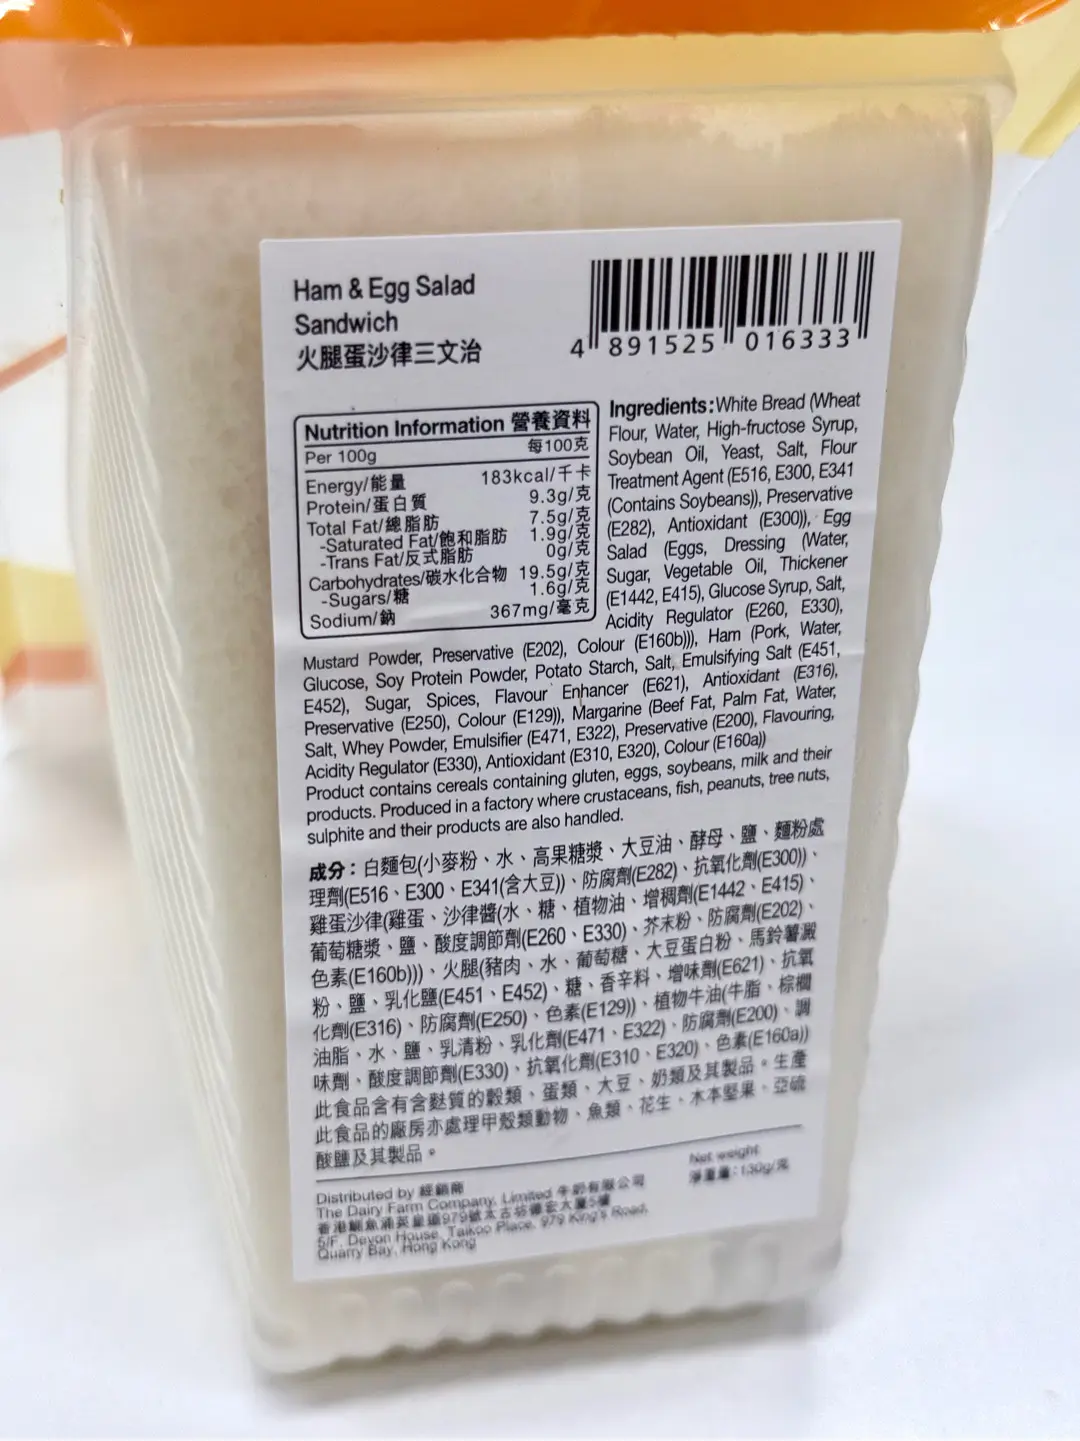 Ham & Egg Salad
Sandwich
火腿蛋沙律三文治
4 891525 016333
Nutrition Information 營養資料
Per 100g 每100克
Energy/能量 183kcal/千卡
Protein/蛋白質 9.3g/克
Total Fat/總脂肪 7.5g/克
-Saturated Fat/飽和脂肪 1.9g/克
-Trans Fat/反式脂肪 0g/克
Carbohydrates/碳水化合物 19.5g/克
-Sugars/糖 1.6g/克
Sodium/鈉 367mg/毫克
Ingredients:White Bread (Wheat
Flour, Water, High-fructose Syrup,
Soybean Oil, Yeast, Salt, Flour
Treatment Agent (E516, E300, E341
(Contains Soybeans)), Preservative
(E282), Antioxidant (E300)), Egg
Salad (Eggs, Dressing (Water,
Sugar, Vegetable Oil, Thickener
(E1442, E415), Glucose Syrup, Salt,
Acidity Regulator (E260, E330),
Mustard Powder, Preservative (E202), Colour (E160b))), Ham (Pork, Water,
Glucose, Soy Protein Powder, Potato Starch, Salt, Emulsifying Salt (E451,
E452), Sugar, Spices, Flavour Enhancer (E621), Antioxidant (E316),
Preservative (E250), Colour (E129)), Margarine (Beef Fat, Palm Fat, Water,
Salt, Whey Powder, Emulsifier (E471, E322), Preservative (E200), Flavouring,
Acidity Regulator (E330), Antioxidant (E310, E320), Colour (E160a))
Product contains cereals containing gluten, eggs, soybeans, milk and their
products. Produced in a factory where crustaceans, fish, peanuts, tree nuts,
sulphite and their products are also handled.
成分：白麵包(小麥粉、水、高果糖漿、大豆油、酵母、鹽、麵粉處
理劑(E516、E300、E341(含大豆))、防腐劑(E282)、抗氧化劑(E300))、
雞蛋沙律(雞蛋、沙律醬(水、糖、植物油、增稠劑(E1442、E415)、
葡萄糖漿、鹽、酸度調節劑(E260、E330)、芥末粉、防腐劑(E202)、
色素(E160b)))、火腿(豬肉、水、葡萄糖、大豆蛋白粉、馬鈴薯澱
粉、鹽、乳化鹽(E451、E452)、糖、香辛料、增味劑(E621)、抗氧
化劑(E316)、防腐劑(E250)、色素(E129))、植物牛油(牛脂、棕櫚
油脂、水、鹽、乳清粉、乳化劑(E471、E322)、防腐劑(E200)、調
味劑、酸度調節劑(E330)、抗氧化劑(E310、E320)、色素(E160a))
此食品含有含麩質的穀類、蛋類、大豆、奶類及其製品。生產
此食品的廠房亦處理甲殼類動物、魚類、花生、木本堅果、亞硫
酸鹽及其製品。
Net weight
淨重量：130g/克
Distributed by 經銷商
The Dairy Farm Company, Limited 牛奶有限公司
香港鰂魚涌英皇道979號太古坊德宏大廈5樓
5/F, Devon House, Taikoo Place, 979 King's Road,
Quarry Bay, Hong Kong